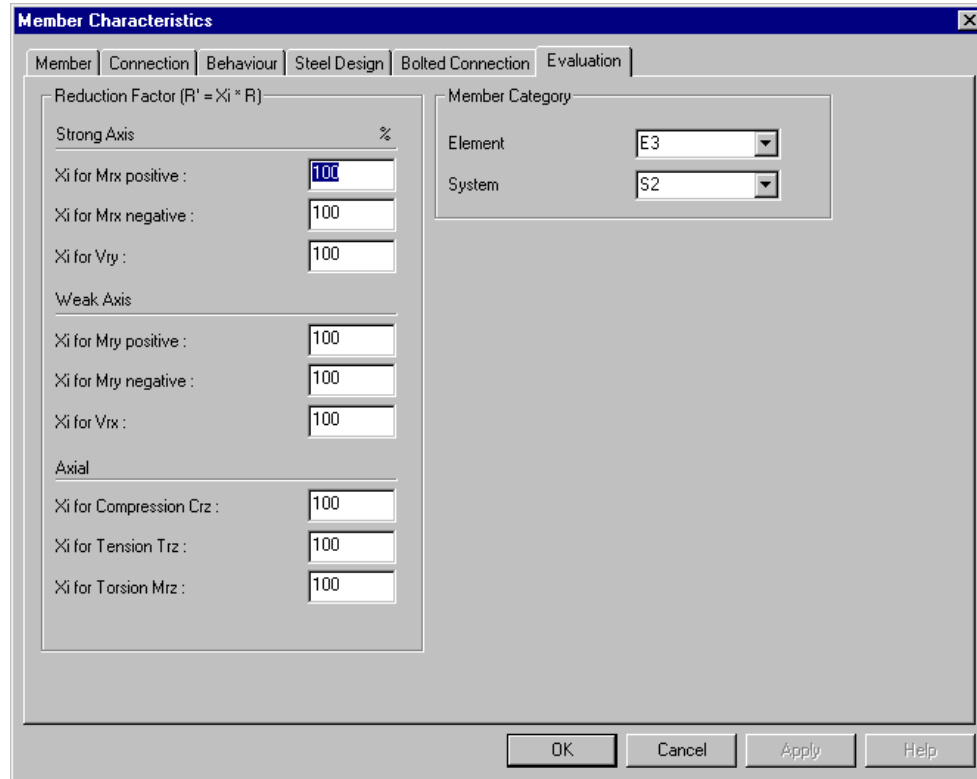 Member Characteristics
Member Connection Behaviour Steel Design Bolted Connection Evaluation
Reduction Factor (R' = Xi * R)
Strong Axis %
Xi for Mrx positive : 100
Xi for Mrx negative : 100
Xi for Vry : 100
Weak Axis
Xi for Mry positive : 100
Xi for Mry negative : 100
Xi for Vrx : 100
Axial
Xi for Compression Crz : 100
Xi for Tension Trz : 100
Xi for Torsion Mrz : 100
Member Category
Element E3
System S2
OK Cancel Apply Help